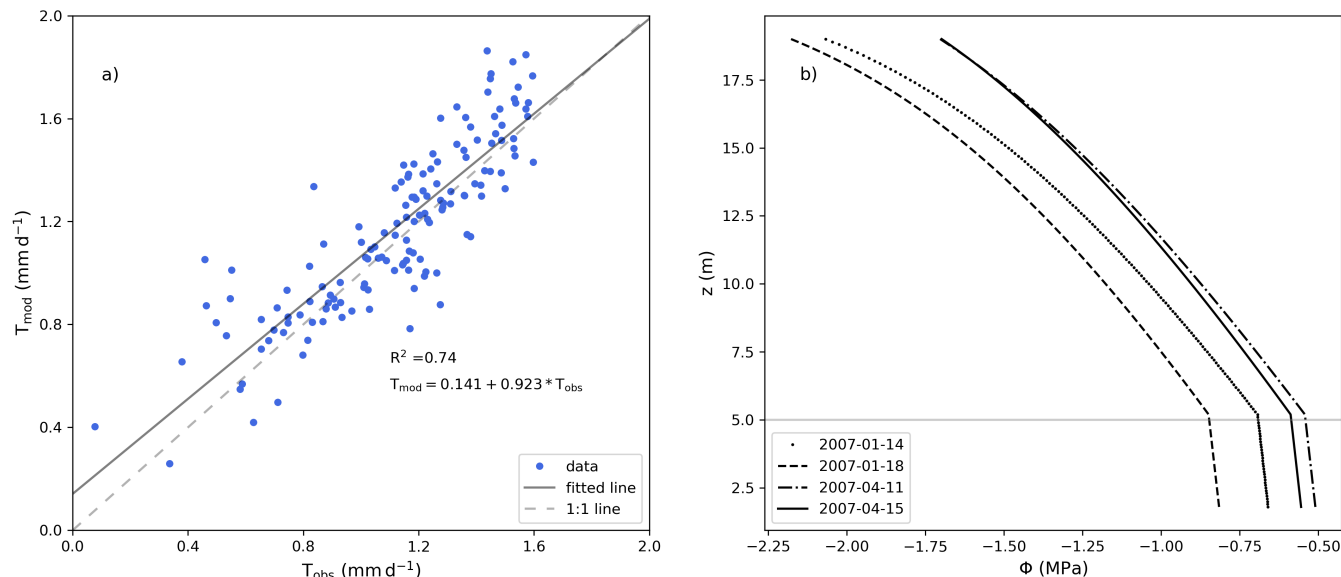 a)
2.0
1.6
1.2
0.8
0.4
0.0
T_mod (mm d⁻¹)
R² =0.74
T_mod = 0.141 + 0.923 * T_obs
data
fitted line
1:1 line
0.0 0.4 0.8 1.2 1.6 2.0
T_obs (mm d⁻¹)
b)
17.5
15.0
12.5
10.0
7.5
5.0
2.5
z (m)
2007-01-14
2007-01-18
2007-04-11
2007-04-15
−2.25 −2.00 −1.75 −1.50 −1.25 −1.00 −0.75 −0.50
Φ (MPa)